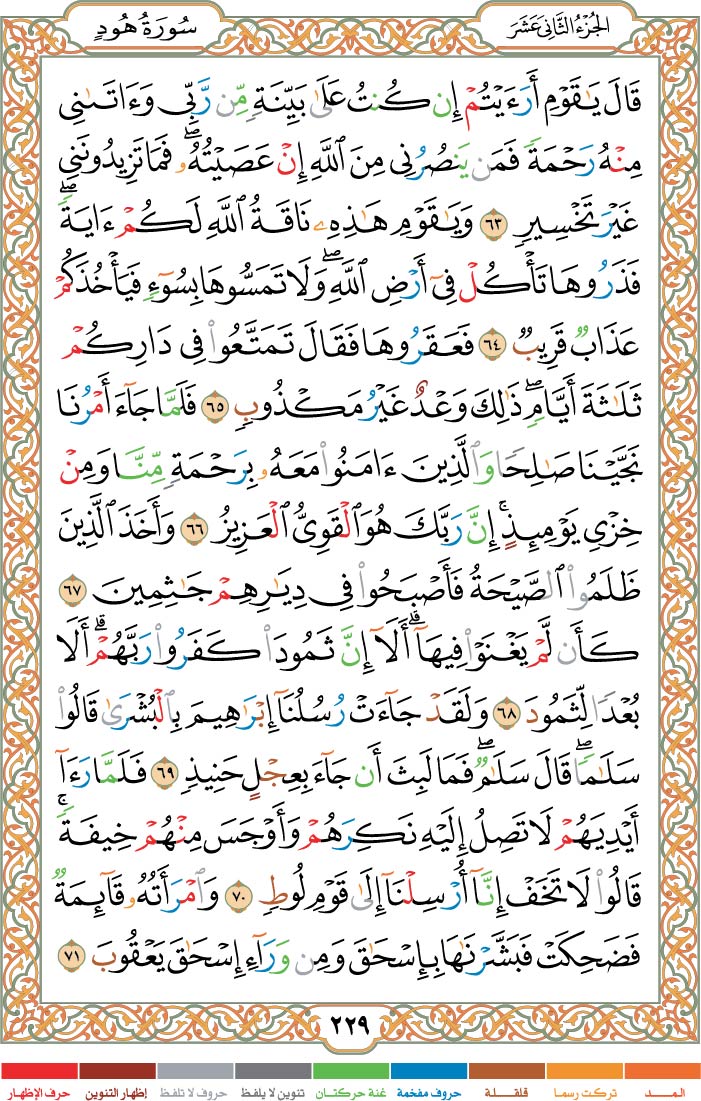 الجُزءُ الثَّانِى عَشَرَ
سُورَةُ هُودٍ
قَالَ يَٰقَوْمِ أَرَءَيْتُمْ إِن كُنتُ عَلَىٰ بَيِّنَةٍ مِّن رَّبِّى وَءَاتَىٰنِى
مِنْهُ رَحْمَةً فَمَن يَنصُرُنِى مِنَ ٱللَّهِ إِنْ عَصَيْتُهُۥ ۖ فَمَا تَزِيدُونَنِى
غَيْرَ تَخْسِيرٍ ٦٣ وَيَٰقَوْمِ هَٰذِهِۦ نَاقَةُ ٱللَّهِ لَكُمْ ءَايَةً ۖ
فَذَرُوهَا تَأْكُلْ فِىٓ أَرْضِ ٱللَّهِ ۖ وَلَا تَمَسُّوهَا بِسُوٓءٍ فَيَأْخُذَكُمْ
عَذَابٌ قَرِيبٌ ٦٤ فَعَقَرُوهَا فَقَالَ تَمَتَّعُوا۟ فِى دَارِكُمْ
ثَلَٰثَةَ أَيَّامٍ ۖ ذَٰلِكَ وَعْدٌ غَيْرُ مَكْذُوبٍ ٦٥ فَلَمَّا جَآءَ أَمْرُنَا
نَجَّيْنَا صَٰلِحًا وَٱلَّذِينَ ءَامَنُوا۟ مَعَهُۥ بِرَحْمَةٍ مِّنَّا وَمِنْ
خِزْىِ يَوْمِئِذٍ ۚ إِنَّ رَبَّكَ هُوَ ٱلْقَوِىُّ ٱلْعَزِيزُ ٦٦ وَأَخَذَ ٱلَّذِينَ
ظَلَمُوا۟ ٱلصَّيْحَةُ فَأَصْبَحُوا۟ فِى دِيَٰرِهِمْ جَٰثِمِينَ ٦٧
كَأَن لَّمْ يَغْنَوْا۟ فِيهَآ ۗ أَلَآ إِنَّ ثَمُودَا۟ كَفَرُوا۟ رَبَّهُمْ ۗ أَلَا
بُعْدًا لِّثَمُودَ ٦٨ وَلَقَدْ جَآءَتْ رُسُلُنَآ إِبْرَٰهِيمَ بِٱلْبُشْرَىٰ قَالُوا۟
سَلَٰمًا ۖ قَالَ سَلَٰمٌ ۖ فَمَا لَبِثَ أَن جَآءَ بِعِجْلٍ حَنِيذٍ ٦٩ فَلَمَّا رَءَآ
أَيْدِيَهُمْ لَا تَصِلُ إِلَيْهِ نَكِرَهُمْ وَأَوْجَسَ مِنْهُمْ خِيفَةً ۚ
قَالُوا۟ لَا تَخَفْ إِنَّآ أُرْسِلْنَآ إِلَىٰ قَوْمِ لُوطٍ ٧٠ وَٱمْرَأَتُهُۥ قَآئِمَةٌ
فَضَحِكَتْ فَبَشَّرْنَٰهَا بِإِسْحَٰقَ وَمِن وَرَآءِ إِسْحَٰقَ يَعْقُوبَ ٧١
٢٢٩
المــد تركت رسما قلقلة حروف مفخمة غنة حركتان تنوين لا يلفظ حروف لا تلفظ إظهار التنوين حرف الإظهار